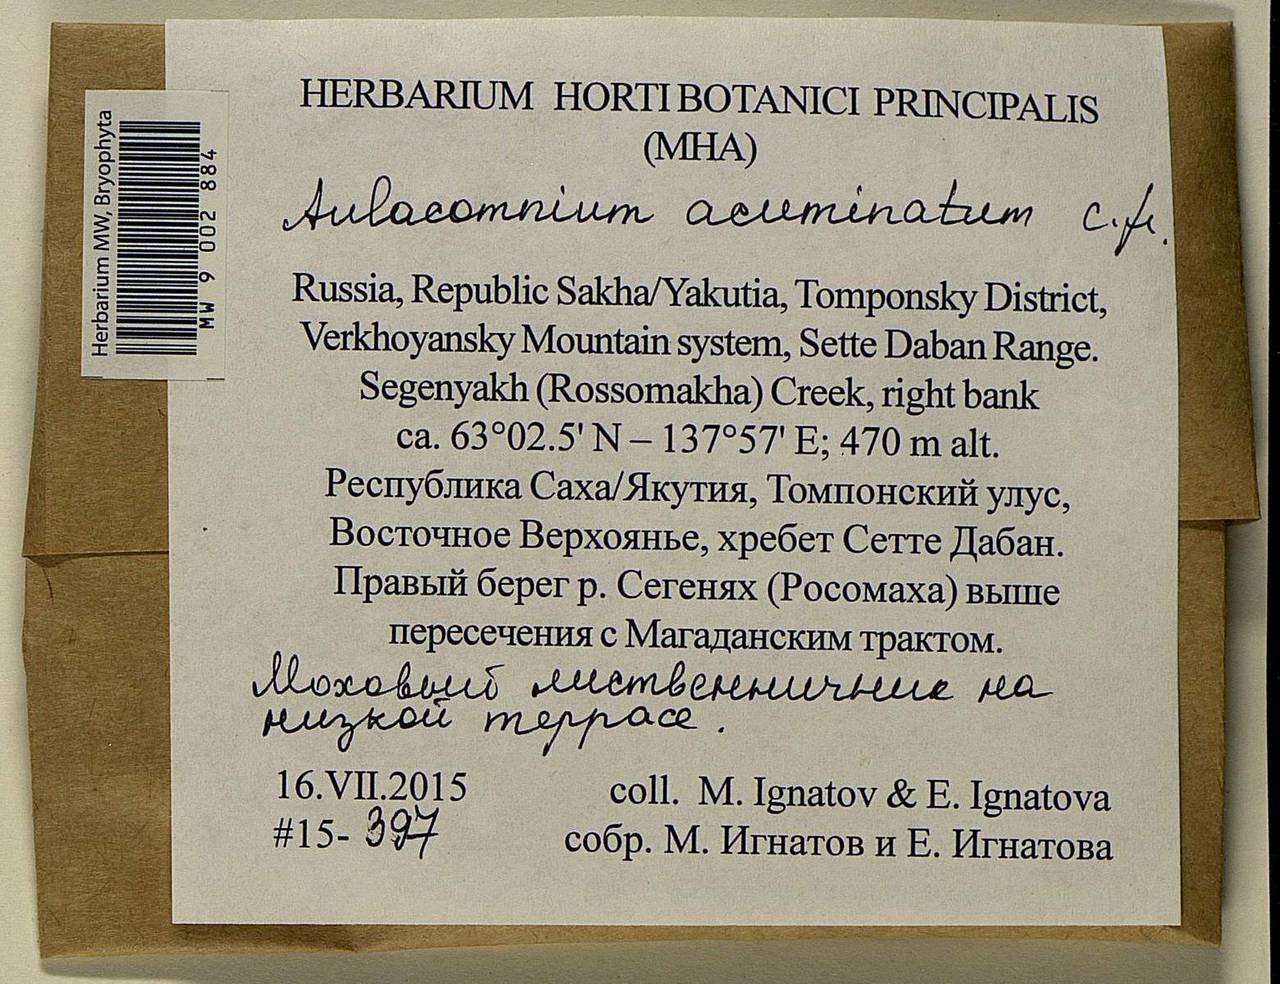 HERBARIUM HORTI BOTANICI PRINCIPALIS
(MHA)
Aulacomnium acuminatum c.fr.
Russia, Republic Sakha/Yakutia, Tomponsky District,
Verkhoyansky Mountain system, Sette Daban Range.
Segenyakh (Rossomakha) Creek, right bank
ca. 63°02.5' N – 137°57' E; 470 m alt.
Республика Саха/Якутия, Томпонский улус,
Восточное Верхоянье, хребет Сетте Дабан.
Правый берег р. Сегенях (Росомаха) выше
пересечения с Магаданским трактом.
Моховый лиственничник на
низкой террасе.
16.VII.2015
#15-397
coll. M. Ignatov & E. Ignatova
собр. М. Игнатов и Е. Игнатова
Herbarium MW, Bryophyta
MW 9 002 884